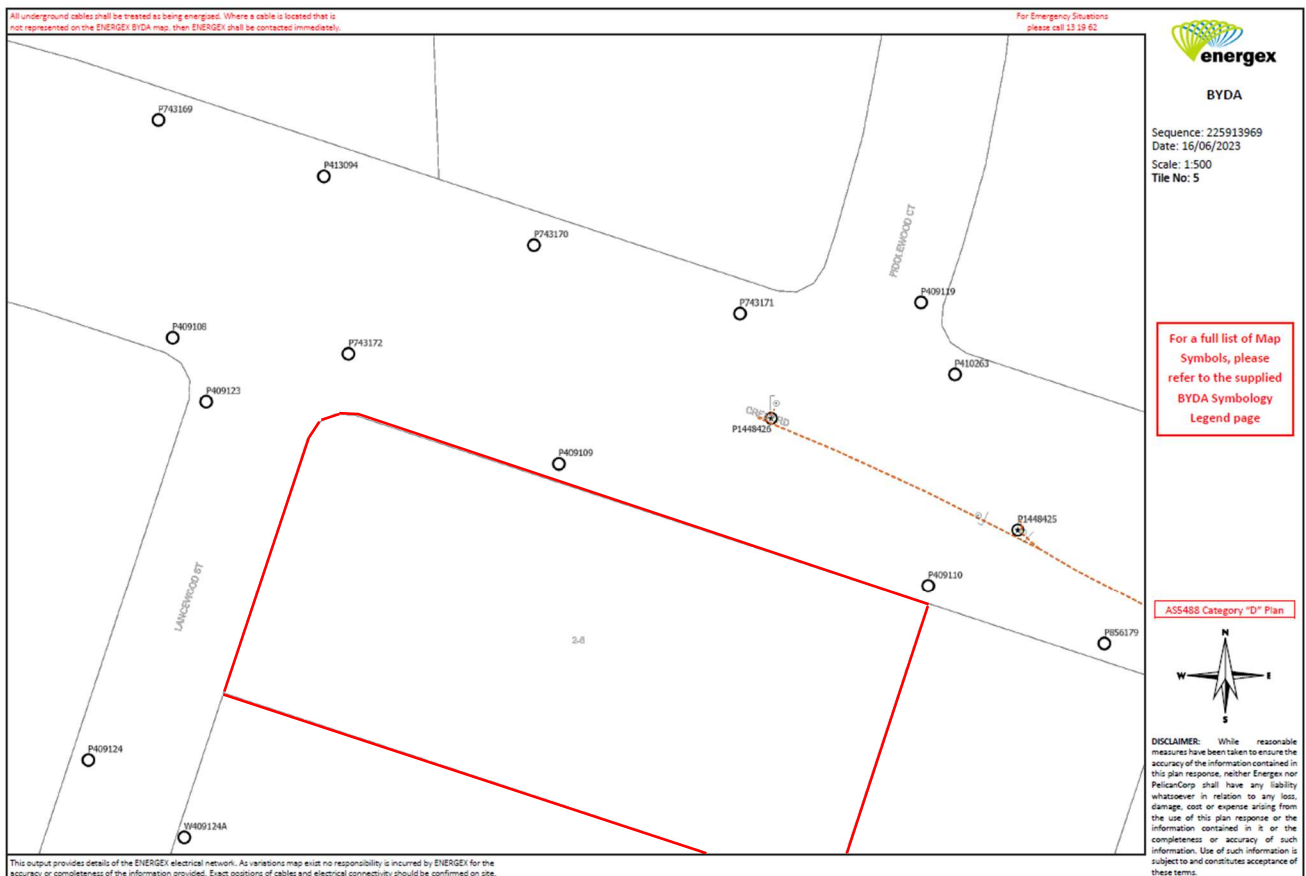 All underground cables shall be treated as being energised. Where a cable is located that is
not represented on the ENERGEX BYDA map, then ENERGEX shall be contacted immediately.
For Emergency Situations
please call 13 19 62
energex
BYDA
Sequence: 225913969
Date: 16/06/2023
Scale: 1:500
Tile No: 5
P743169
P413094
P743170
PIDDLEWOOD CT
P409119
P743171
P409108
P743172
P410263
P409123
P1448426
P409109
P1448425
P409110
LANCEWOOD ST
2-6
P856179
P409124
W409124A
For a full list of Map
Symbols, please
refer to the supplied
BYDA Symbology
Legend page
AS5488 Category "D" Plan
N
W
E
S
DISCLAIMER: While reasonable
measures have been taken to ensure the
accuracy of the information contained in
this plan response, neither Energex nor
PelicanCorp shall have any liability
whatsoever in relation to any loss,
damage, cost or expense arising from
the use of this plan response or the
information contained in it or the
completeness or accuracy of such
information. Use of such information is
subject to and constitutes acceptance of
these terms.
This output provides details of the ENERGEX electrical network. As variations map exist no responsibility is incurred by ENERGEX for the
accuracy or completeness of the information provided. Exact positions of cables and electrical connectivity should be confirmed on site.